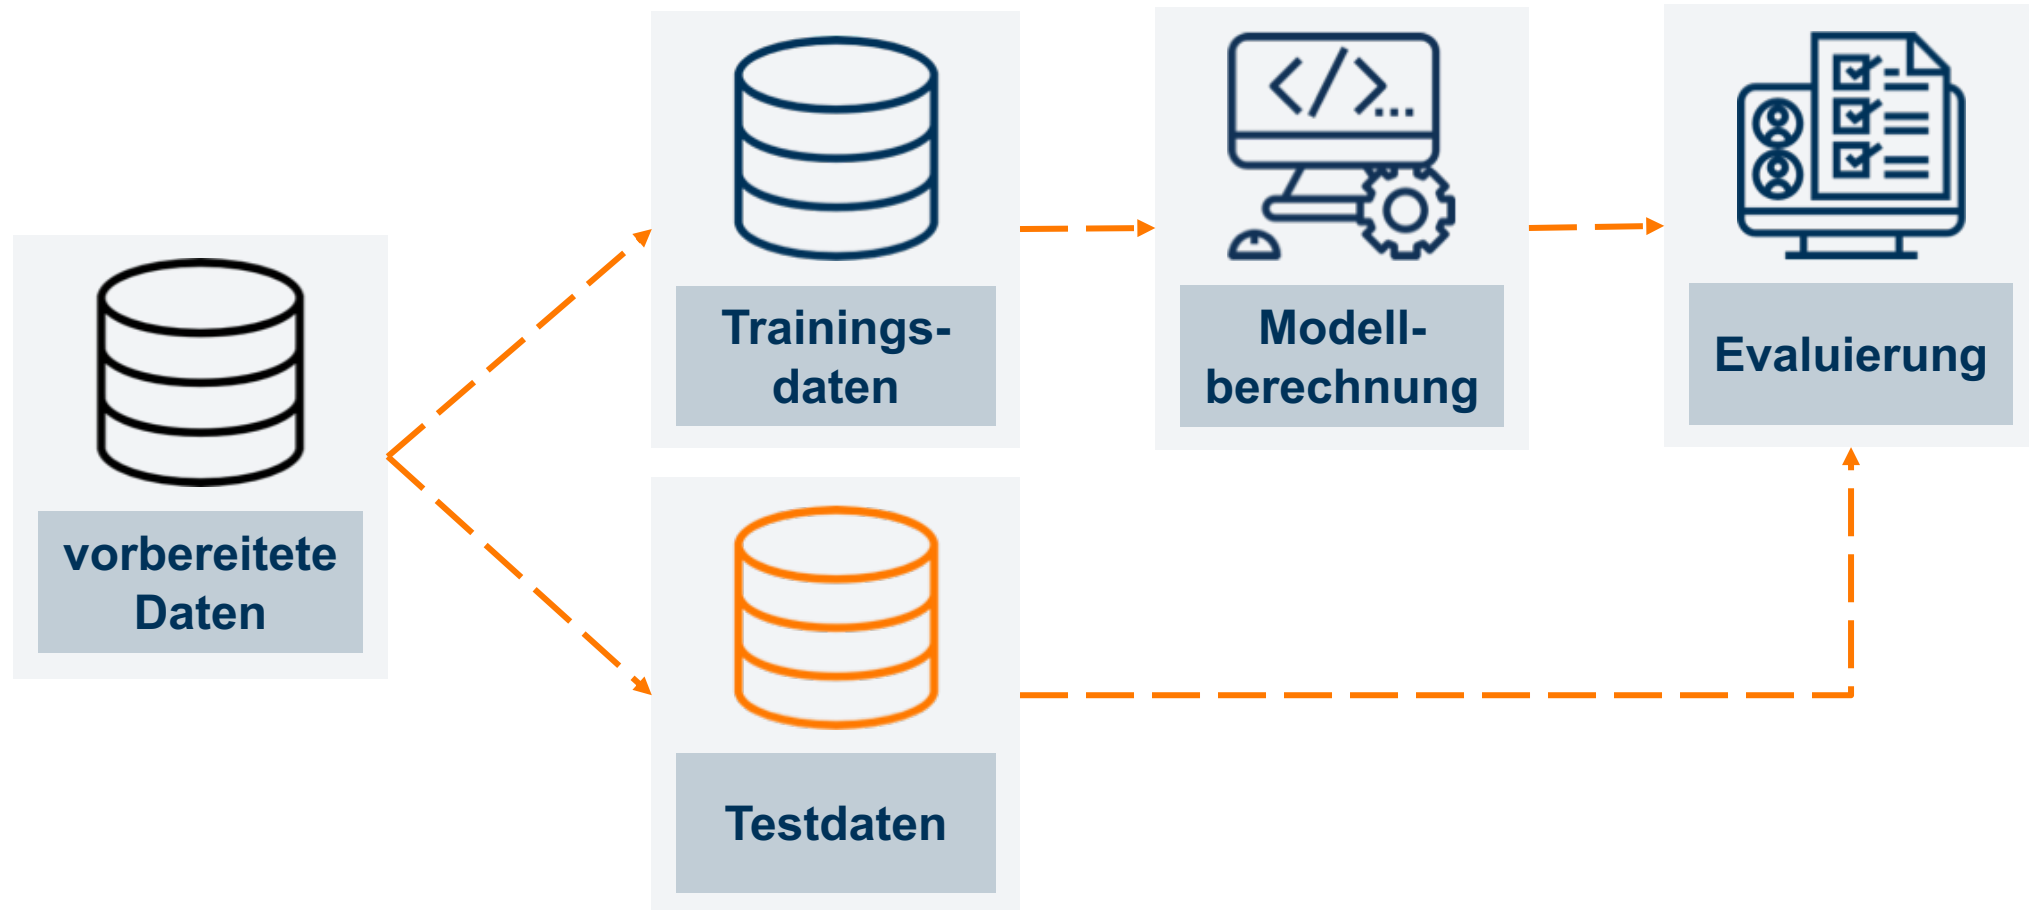 vorbereitete
Daten
Trainings-
daten
Modell-
berechnung
Evaluierung
Testdaten